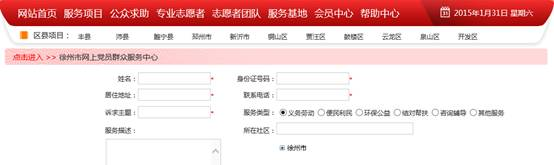 网站首页 服务项目 公众求助 专业志愿者 志愿者团队 服务基地 会员中心 帮助中心 2015年1月31日 星期六
区县项目： 丰县 沛县 睢宁县 邳州市 新沂市 铜山区 贾汪区 鼓楼区 云龙区 泉山区 开发区
点击进入 >> 徐州市网上党员群众服务中心
姓名： * 身份证号码： *
居住地址： * 联系电话： *
诉求主题： * 服务类型： 义务劳动 便民利民 环保公益 结对帮扶 咨询辅导 其他服务
服务描述： 所在社区：
徐州市